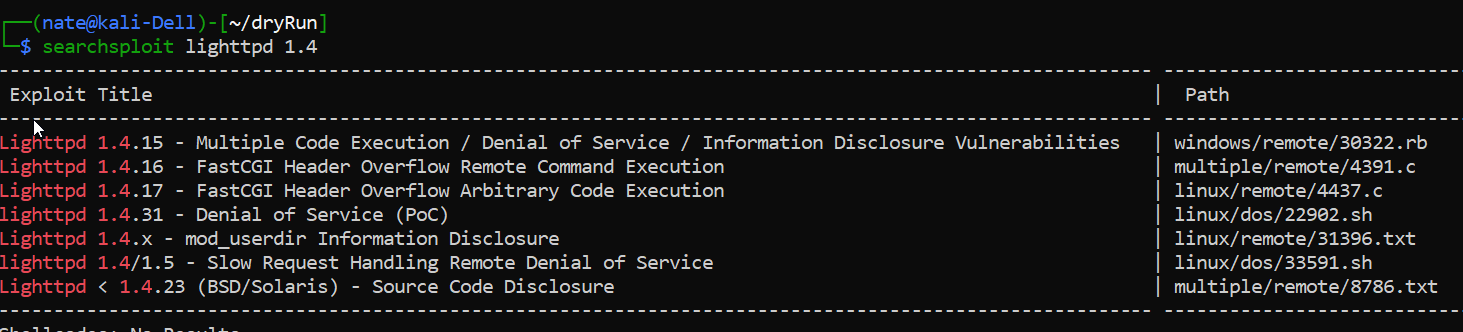 (nate@kali-Dell)-[~/dryRun]
$ searchsploit lighttpd 1.4
Exploit Title | Path
Lighttpd 1.4.15 - Multiple Code Execution / Denial of Service / Information Disclosure Vulnerabilities | windows/remote/30322.rb
Lighttpd 1.4.16 - FastCGI Header Overflow Remote Command Execution | multiple/remote/4391.c
Lighttpd 1.4.17 - FastCGI Header Overflow Arbitrary Code Execution | linux/remote/4437.c
lighttpd 1.4.31 - Denial of Service (PoC) | linux/dos/22902.sh
Lighttpd 1.4.x - mod_userdir Information Disclosure | linux/remote/31396.txt
lighttpd 1.4/1.5 - Slow Request Handling Remote Denial of Service | linux/dos/33591.sh
Lighttpd < 1.4.23 (BSD/Solaris) - Source Code Disclosure | multiple/remote/8786.txt
Shellcodes: No Results